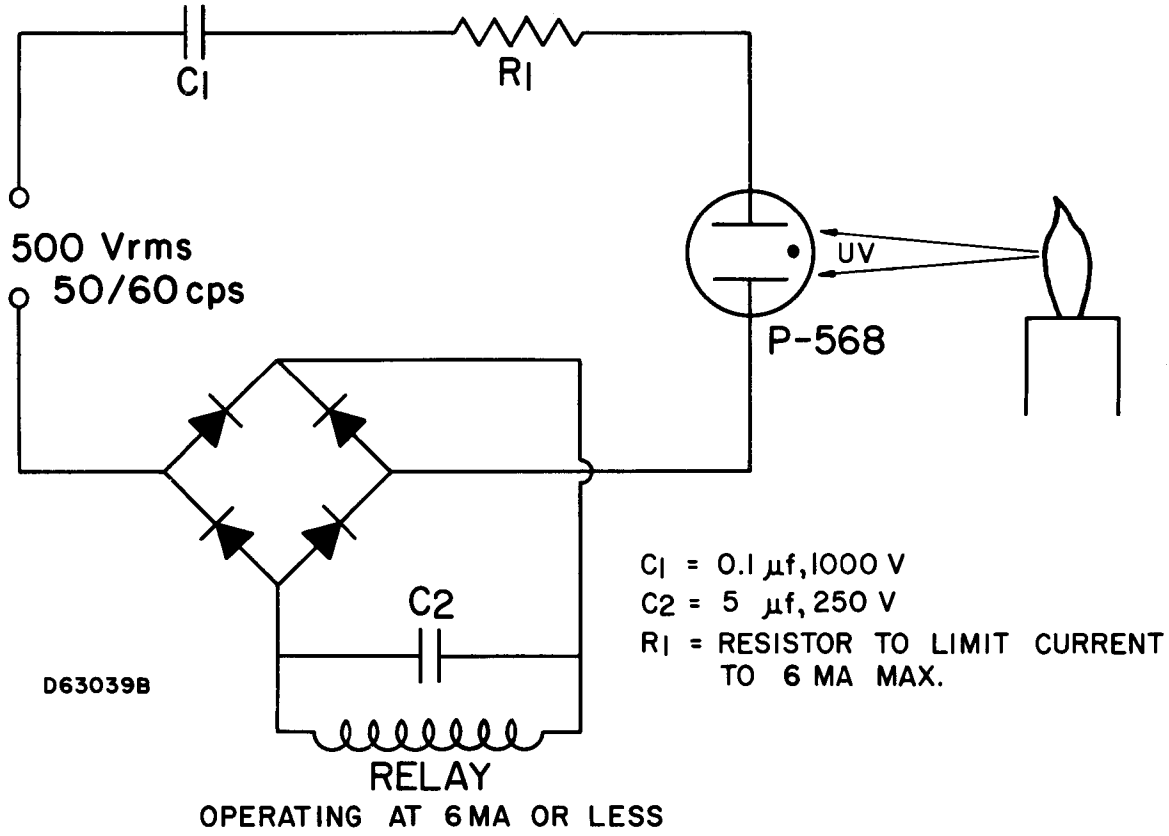 C1
R1
500 Vrms
50/60 cps
UV
P-568
C2
C1 = 0.1 μf, 1000 V
C2 = 5 μf, 250 V
R1 = RESISTOR TO LIMIT CURRENT
TO 6 MA MAX.
D63039B
RELAY
OPERATING AT 6 MA OR LESS